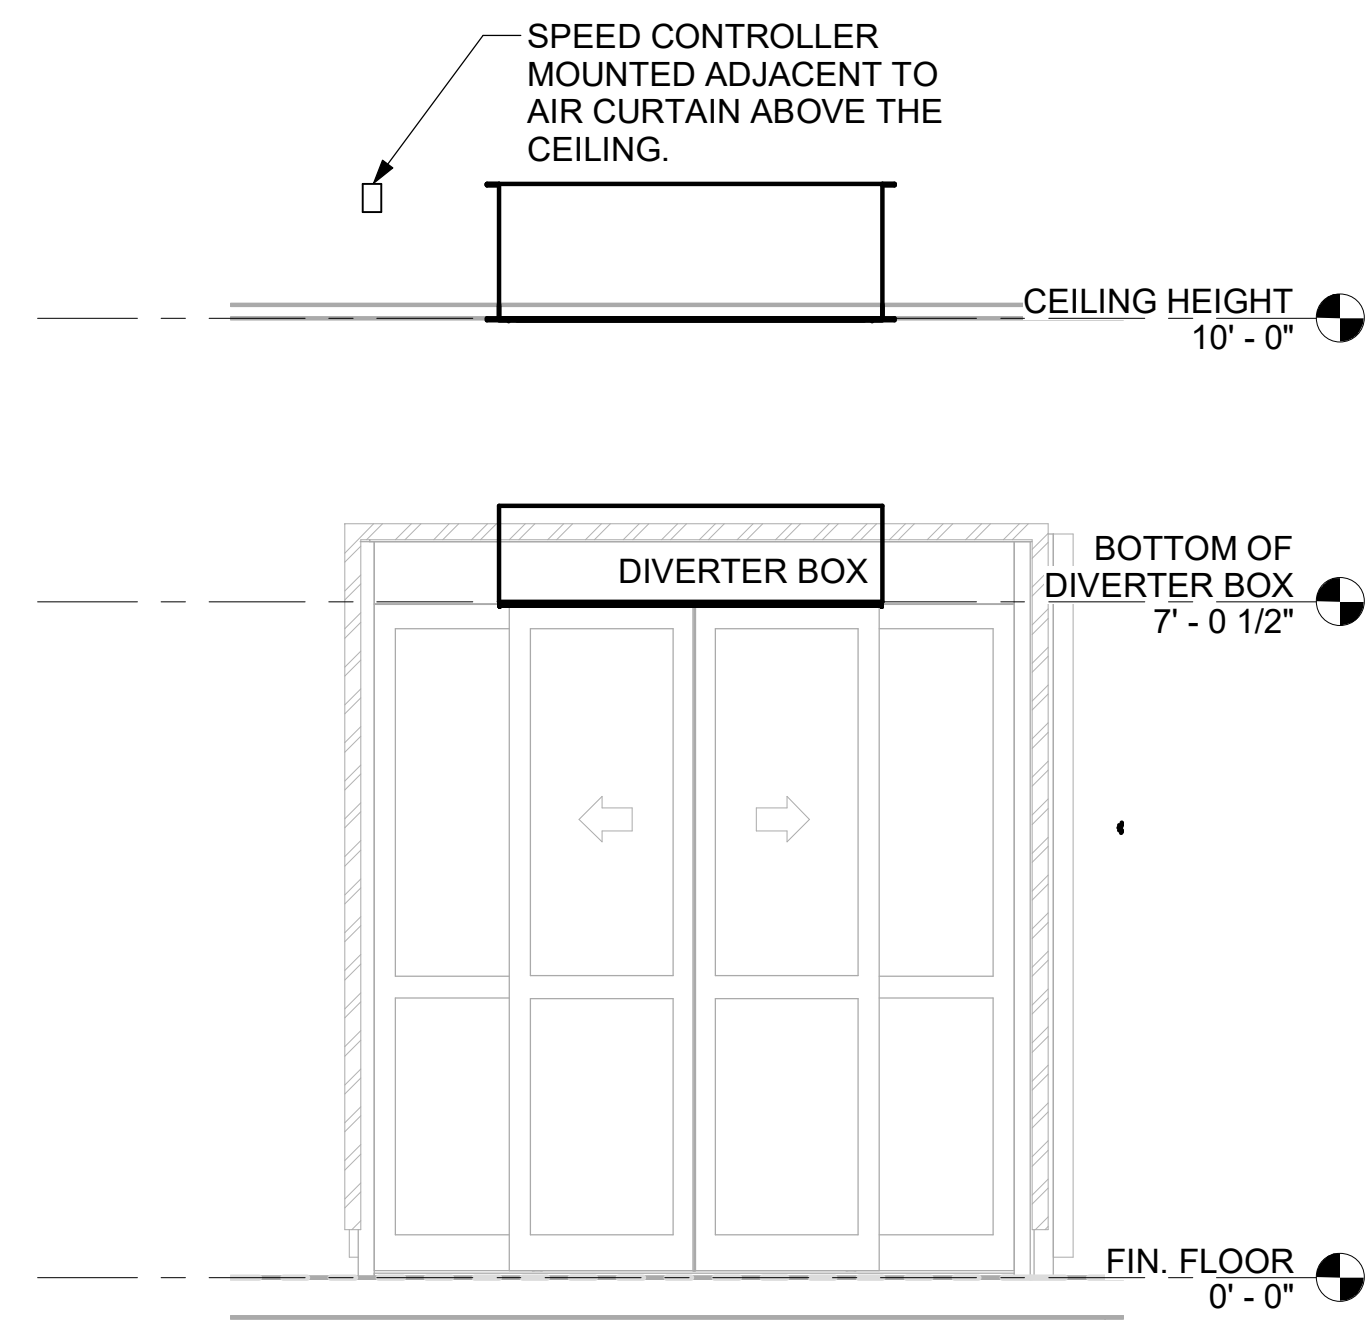 SPEED CONTROLLER
MOUNTED ADJACENT TO
AIR CURTAIN ABOVE THE
CEILING.
CEILING HEIGHT
10' - 0"
DIVERTER BOX
BOTTOM OF
DIVERTER BOX
7' - 0 1/2"
FIN. FLOOR
0' - 0"